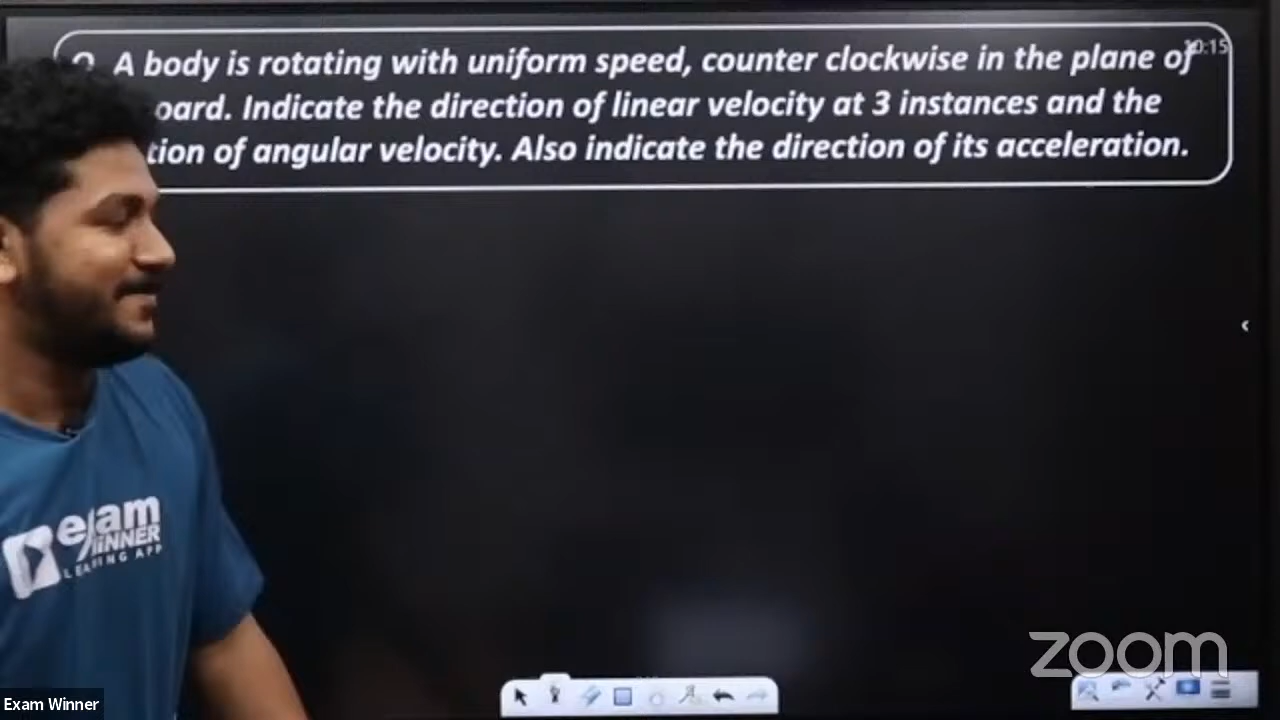 A body is rotating with uniform speed, counter clockwise in the plane of
10:15
oard. Indicate the direction of linear velocity at 3 instances and the
tion of angular velocity. Also indicate the direction of its acceleration.
exam
WINNER
LEARNING APP
zoom
Exam Winner